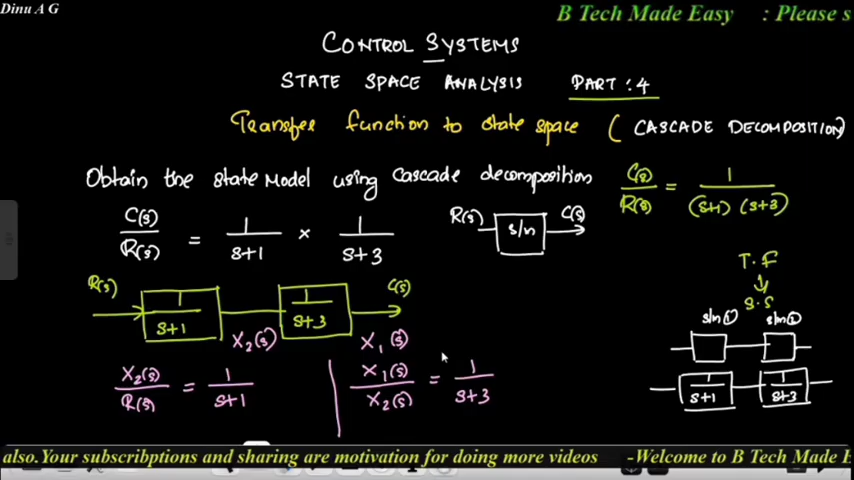 Dinu A G
B Tech Made Easy : Please s
CONTROL SYSTEMS
STATE SPACE ANALYSIS PART : 4
Transfer function to state space ( CASCADE DECOMPOSITION)
Obtain the state Model using Cascade decomposition C(s)/R(s) = 1/(s+1)(s+3)
C(s)/R(s) = 1/s+1 × 1/s+3
R(s) s/n C(s)
T.F
↓
S.S
R(s) 1/s+1 1/s+3 C(s)
X₂(s) X₁(s)
s/n① s/n②
X₂(s)/R(s) = 1/s+1 X₁(s)/X₂(s) = 1/s+3
1/s+1 1/s+3
also.Your subscribptions and sharing are motivation for doing more videos -Welcome to B Tech Made E